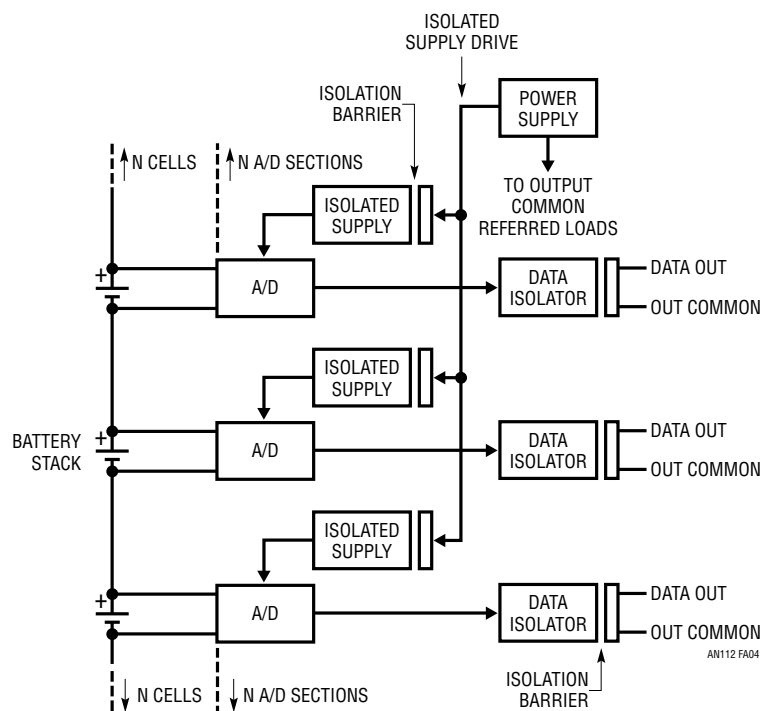 ISOLATED
SUPPLY DRIVE
ISOLATION
BARRIER
POWER
SUPPLY
N CELLS
N A/D SECTIONS
TO OUTPUT
COMMON
REFERRED LOADS
ISOLATED
SUPPLY
+
A/D
DATA
ISOLATOR
DATA OUT
OUT COMMON
ISOLATED
SUPPLY
BATTERY
STACK
+
A/D
DATA
ISOLATOR
DATA OUT
OUT COMMON
ISOLATED
SUPPLY
+
A/D
DATA
ISOLATOR
DATA OUT
OUT COMMON
AN112 FA04
N CELLS
N A/D SECTIONS
ISOLATION
BARRIER